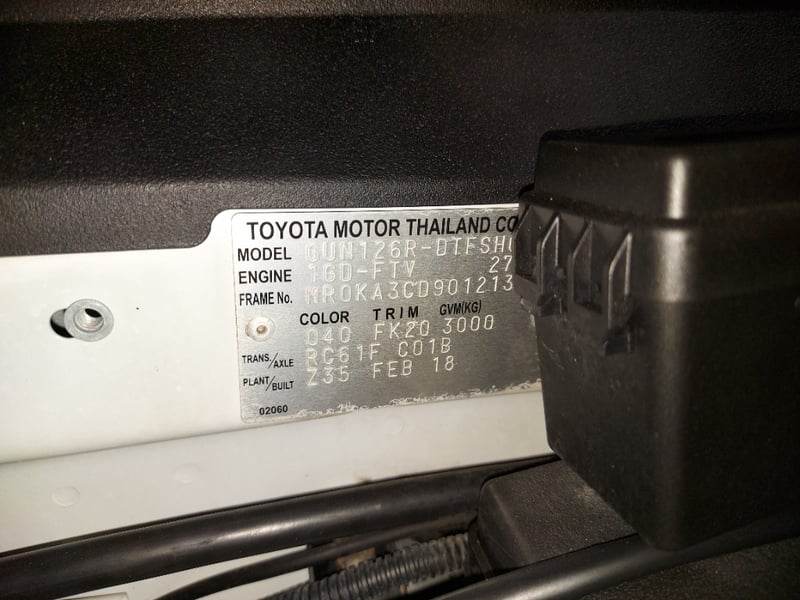 TOYOTA MOTOR THAILAND CO
MODEL GUN126R-DTFSH
ENGINE 1GD-FTV 27
FRAME No. MR0KA3CD901213
COLOR TRIM GVM(KG)
040 FK20 3000
TRANS./AXLE RC61F C01B
PLANT/BUILT Z35 FEB 18
02060